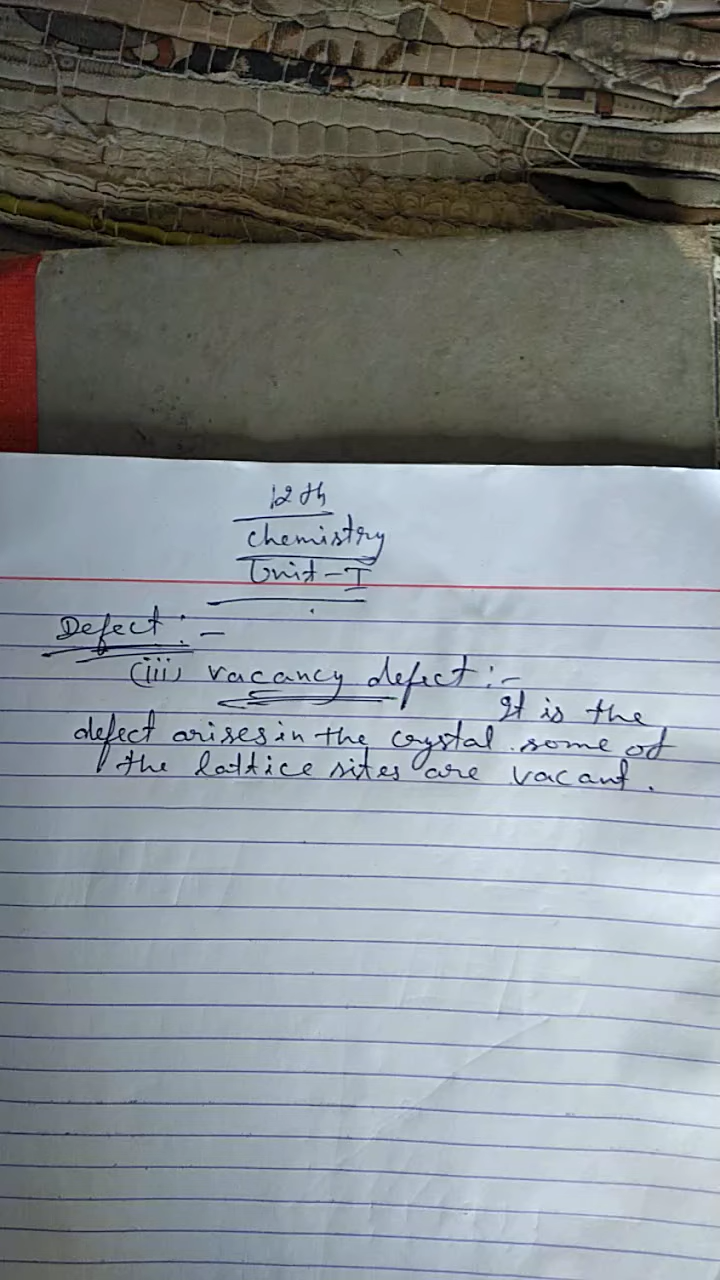 12th
Chemistry
Unit-I
Defect :-
(iii) vacancy defect :-
It is the
defect arises in the crystal some of
the lattice sites are vacant.